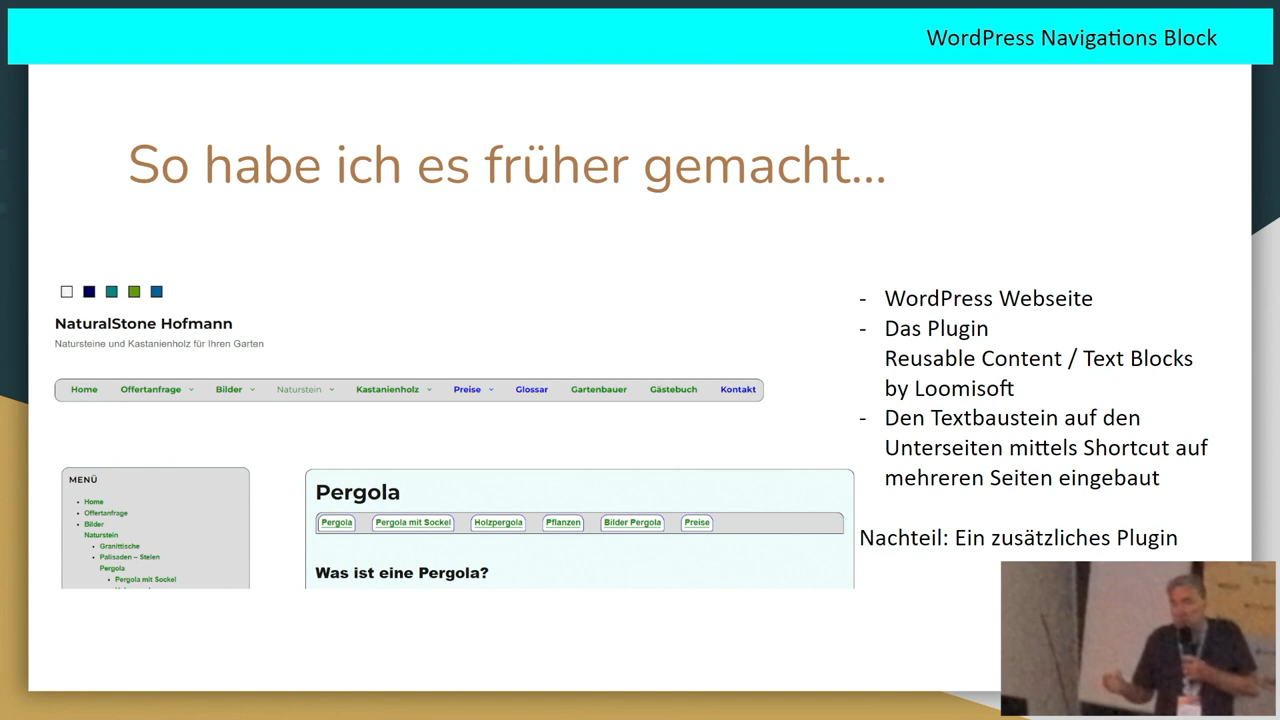 WordPress Navigations Block
So habe ich es früher gemacht...
NaturalStone Hofmann
Natursteine und Kastanienholz für Ihren Garten
Home Offertanfrage Bilder Naturstein Kastanienholz Preise Glossar Gartenbauer Gästebuch Kontakt
MENÜ
Home
Offertanfrage
Bilder
Naturstein
Granittische
Palisaden – Stelen
Pergola
Pergola mit Sockel
Pergola
Pergola Pergola mit Sockel Holzpergola Pflanzen Bilder Pergola Preise
Was ist eine Pergola?
- WordPress Webseite
- Das Plugin
Reusable Content / Text Blocks
by Loomisoft
- Den Textbaustein auf den
Unterseiten mittels Shortcut auf
mehreren Seiten eingebaut
Nachteil: Ein zusätzliches Plugin